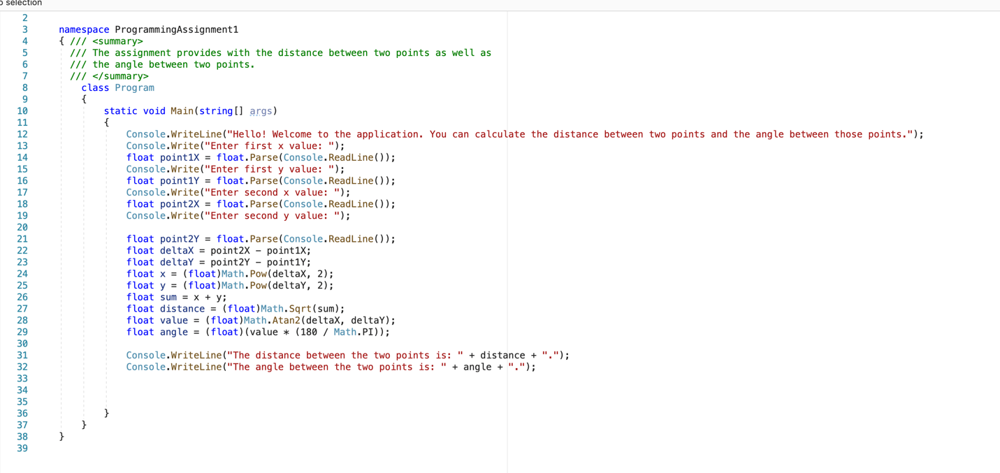 selection
2
3 namespace ProgrammingAssignment1
4 { /// <summary>
5 /// The assignment provides with the distance between two points as well as
6 /// the angle between two points.
7 /// </summary>
8 class Program
9 {
10 static void Main(string[] args)
11 {
12 Console.WriteLine("Hello! Welcome to the application. You can calculate the distance between two points and the angle between those points.");
13 Console.Write("Enter first x value: ");
14 float point1X = float.Parse(Console.ReadLine());
15 Console.Write("Enter first y value: ");
16 float point1Y = float.Parse(Console.ReadLine());
17 Console.Write("Enter second x value: ");
18 float point2X = float.Parse(Console.ReadLine());
19 Console.Write("Enter second y value: ");
20
21 float point2Y = float.Parse(Console.ReadLine());
22 float deltaX = point2X − point1X;
23 float deltaY = point2Y − point1Y;
24 float x = (float)Math.Pow(deltaX, 2);
25 float y = (float)Math.Pow(deltaY, 2);
26 float sum = x + y;
27 float distance = (float)Math.Sqrt(sum);
28 float value = (float)Math.Atan2(deltaX, deltaY);
29 float angle = (float)(value * (180 / Math.PI));
30
31 Console.WriteLine("The distance between the two points is: " + distance + ".");
32 Console.WriteLine("The angle between the two points is: " + angle + ".");
33
34
35
36 }
37 }
38 }
39